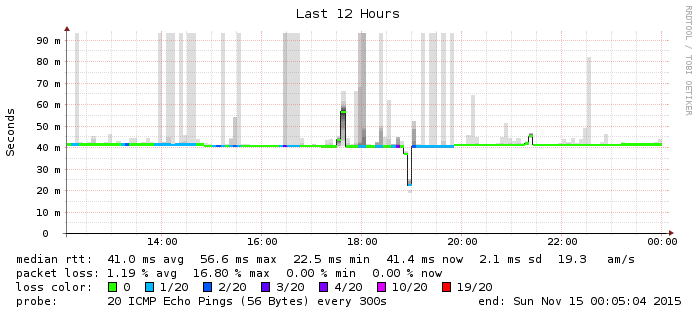 Last 12 Hours
RRDTOOL / TOBI OETIKER
Seconds
90 m
80 m
70 m
60 m
50 m
40 m
30 m
20 m
10 m
0
14:00 16:00 18:00 20:00 22:00 00:00
median rtt: 41.0 ms avg 56.6 ms max 22.5 ms min 41.4 ms now 2.1 ms sd 19.3 am/s
packet loss: 1.19 % avg 16.80 % max 0.00 % min 0.00 % now
loss color: 0 1/20 2/20 3/20 4/20 10/20 19/20
probe: 20 ICMP Echo Pings (56 Bytes) every 300s end: Sun Nov 15 00:05:04 2015